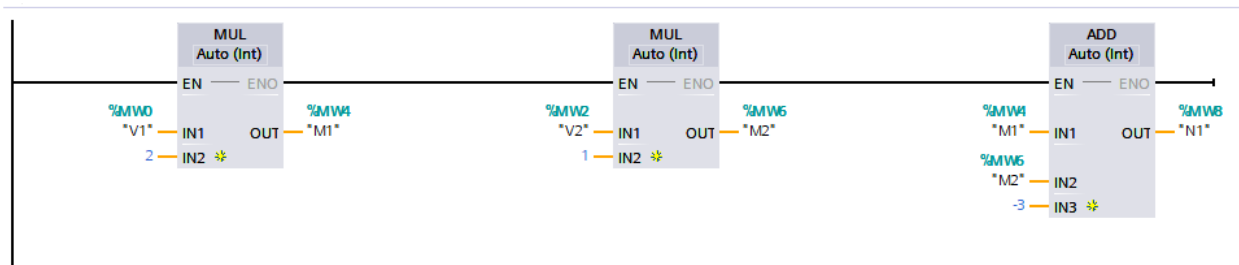 MUL
Auto (Int)
EN ENO
%MW0
"V1" IN1 OUT "M1"
%MW4
2 IN2
MUL
Auto (Int)
EN ENO
%MW2
"V2" IN1 OUT "M2"
%MW6
1 IN2
ADD
Auto (Int)
EN ENO
%MW4
"M1" IN1 OUT "N1"
%MW8
%MW6
"M2" IN2
-3 IN3